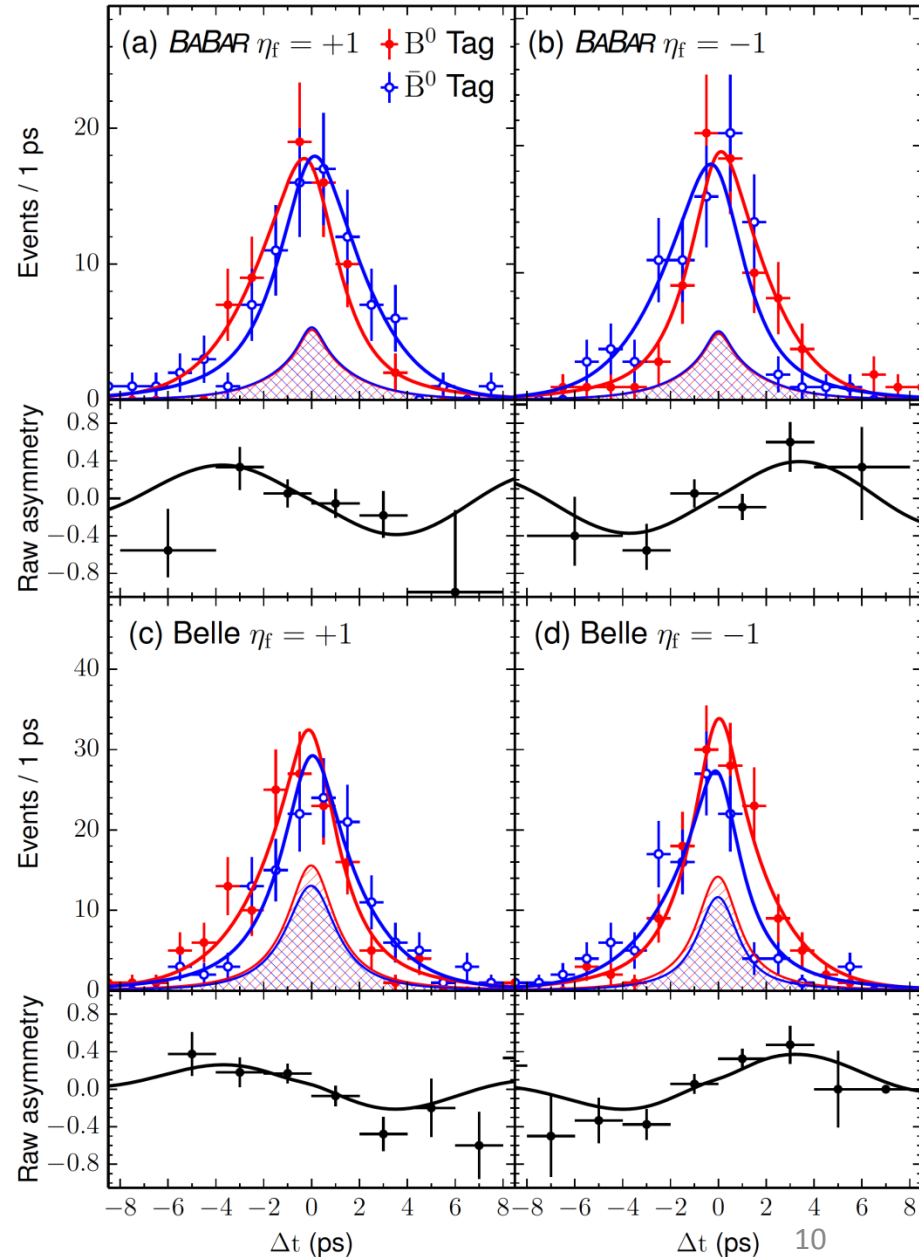 (a) BABAR ηf = +1
B⁰ Tag
B̄⁰ Tag
(b) BABAR ηf = −1
Events / 1 ps
20
10
0
Raw asymmetry
0.8
0.4
0.0
−0.4
−0.8
(c) Belle ηf = +1
(d) Belle ηf = −1
Events / 1 ps
40
30
20
10
0
Raw asymmetry
0.8
0.4
0.0
−0.4
−0.8
−8 −6 −4 −2 0 2 4 6 8 −8 −6 −4 −2 0 2 4 6 8
Δt (ps) Δt (ps) 10